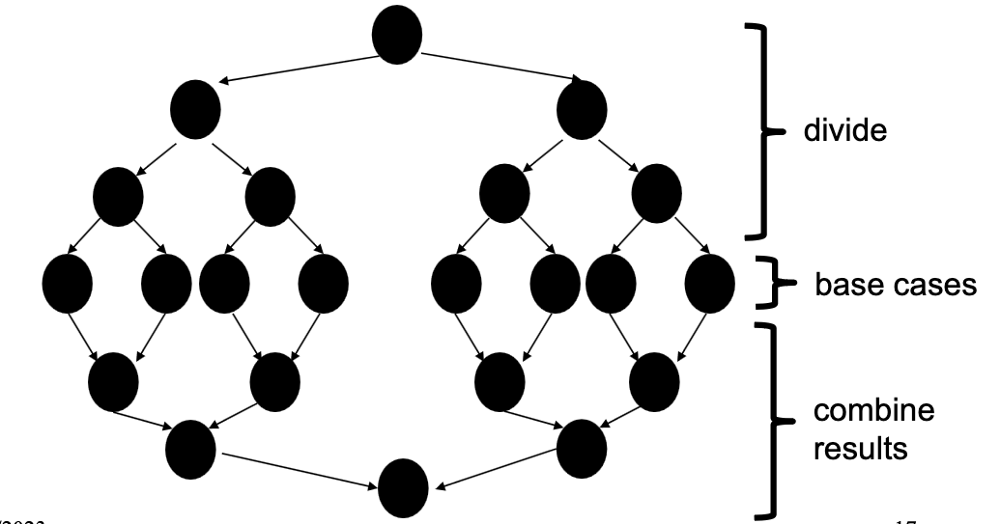 divide
base cases
combine
results